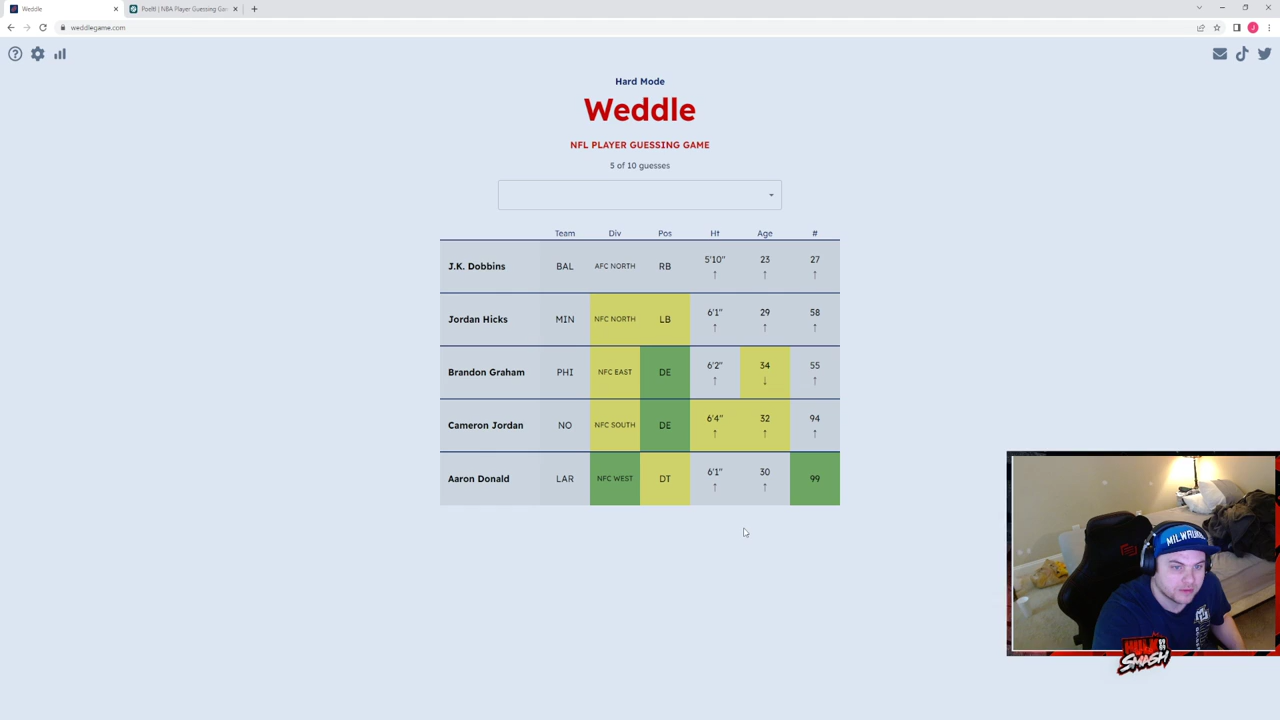 Weddle
Poeltl | NBA Player Guessing Ga
weddlegame.com
J
Hard Mode
Weddle
NFL PLAYER GUESSING GAME
5 of 10 guesses
Team Div Pos Ht Age #
J.K. Dobbins BAL AFC NORTH RB 5'10" ↑ 23 ↑ 27 ↑
Jordan Hicks MIN NFC NORTH LB 6'1" ↑ 29 ↑ 58 ↑
Brandon Graham PHI NFC EAST DE 6'2" ↑ 34 ↓ 55 ↑
Cameron Jordan NO NFC SOUTH DE 6'4" ↑ 32 ↑ 94 ↑
Aaron Donald LAR NFC WEST DT 6'1" ↑ 30 ↑ 99
SMASH